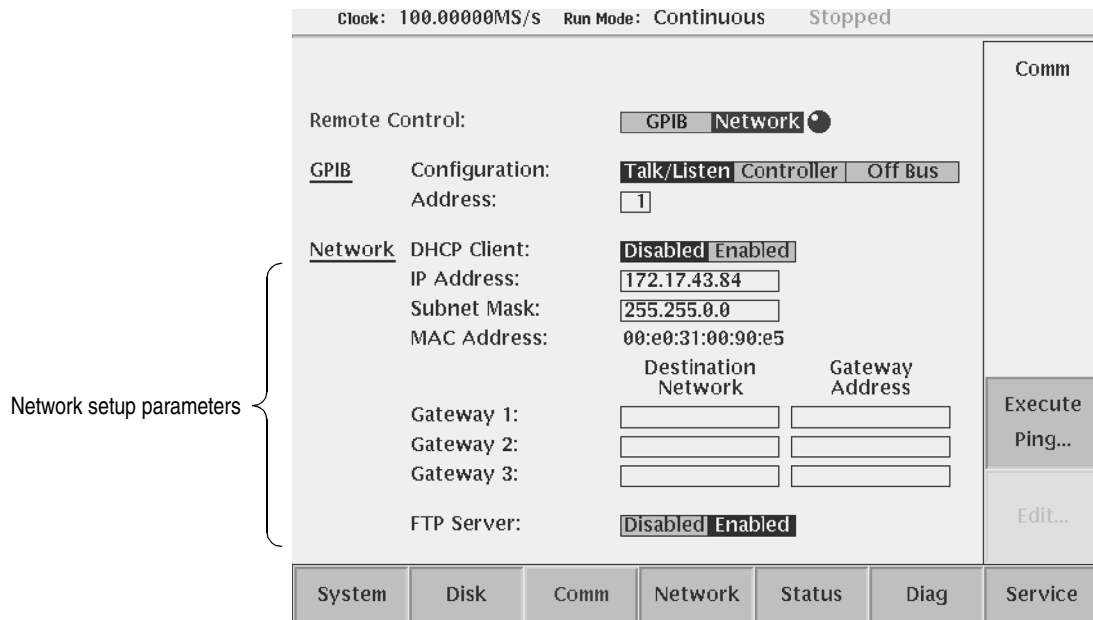 Clock: 100.00000MS/s Run Mode: Continuous Stopped
Comm
Remote Control: GPIB Network
GPIB Configuration: Talk/Listen Controller Off Bus
Address: 1
Network DHCP Client: Disabled Enabled
IP Address: 172.17.43.84
Subnet Mask: 255.255.0.0
MAC Address: 00:e0:31:00:90:e5
Destination Network Gateway Address
Network setup parameters
Gateway 1:
Gateway 2:
Gateway 3:
Execute Ping...
FTP Server: Disabled Enabled
Edit...
System Disk Comm Network Status Diag Service